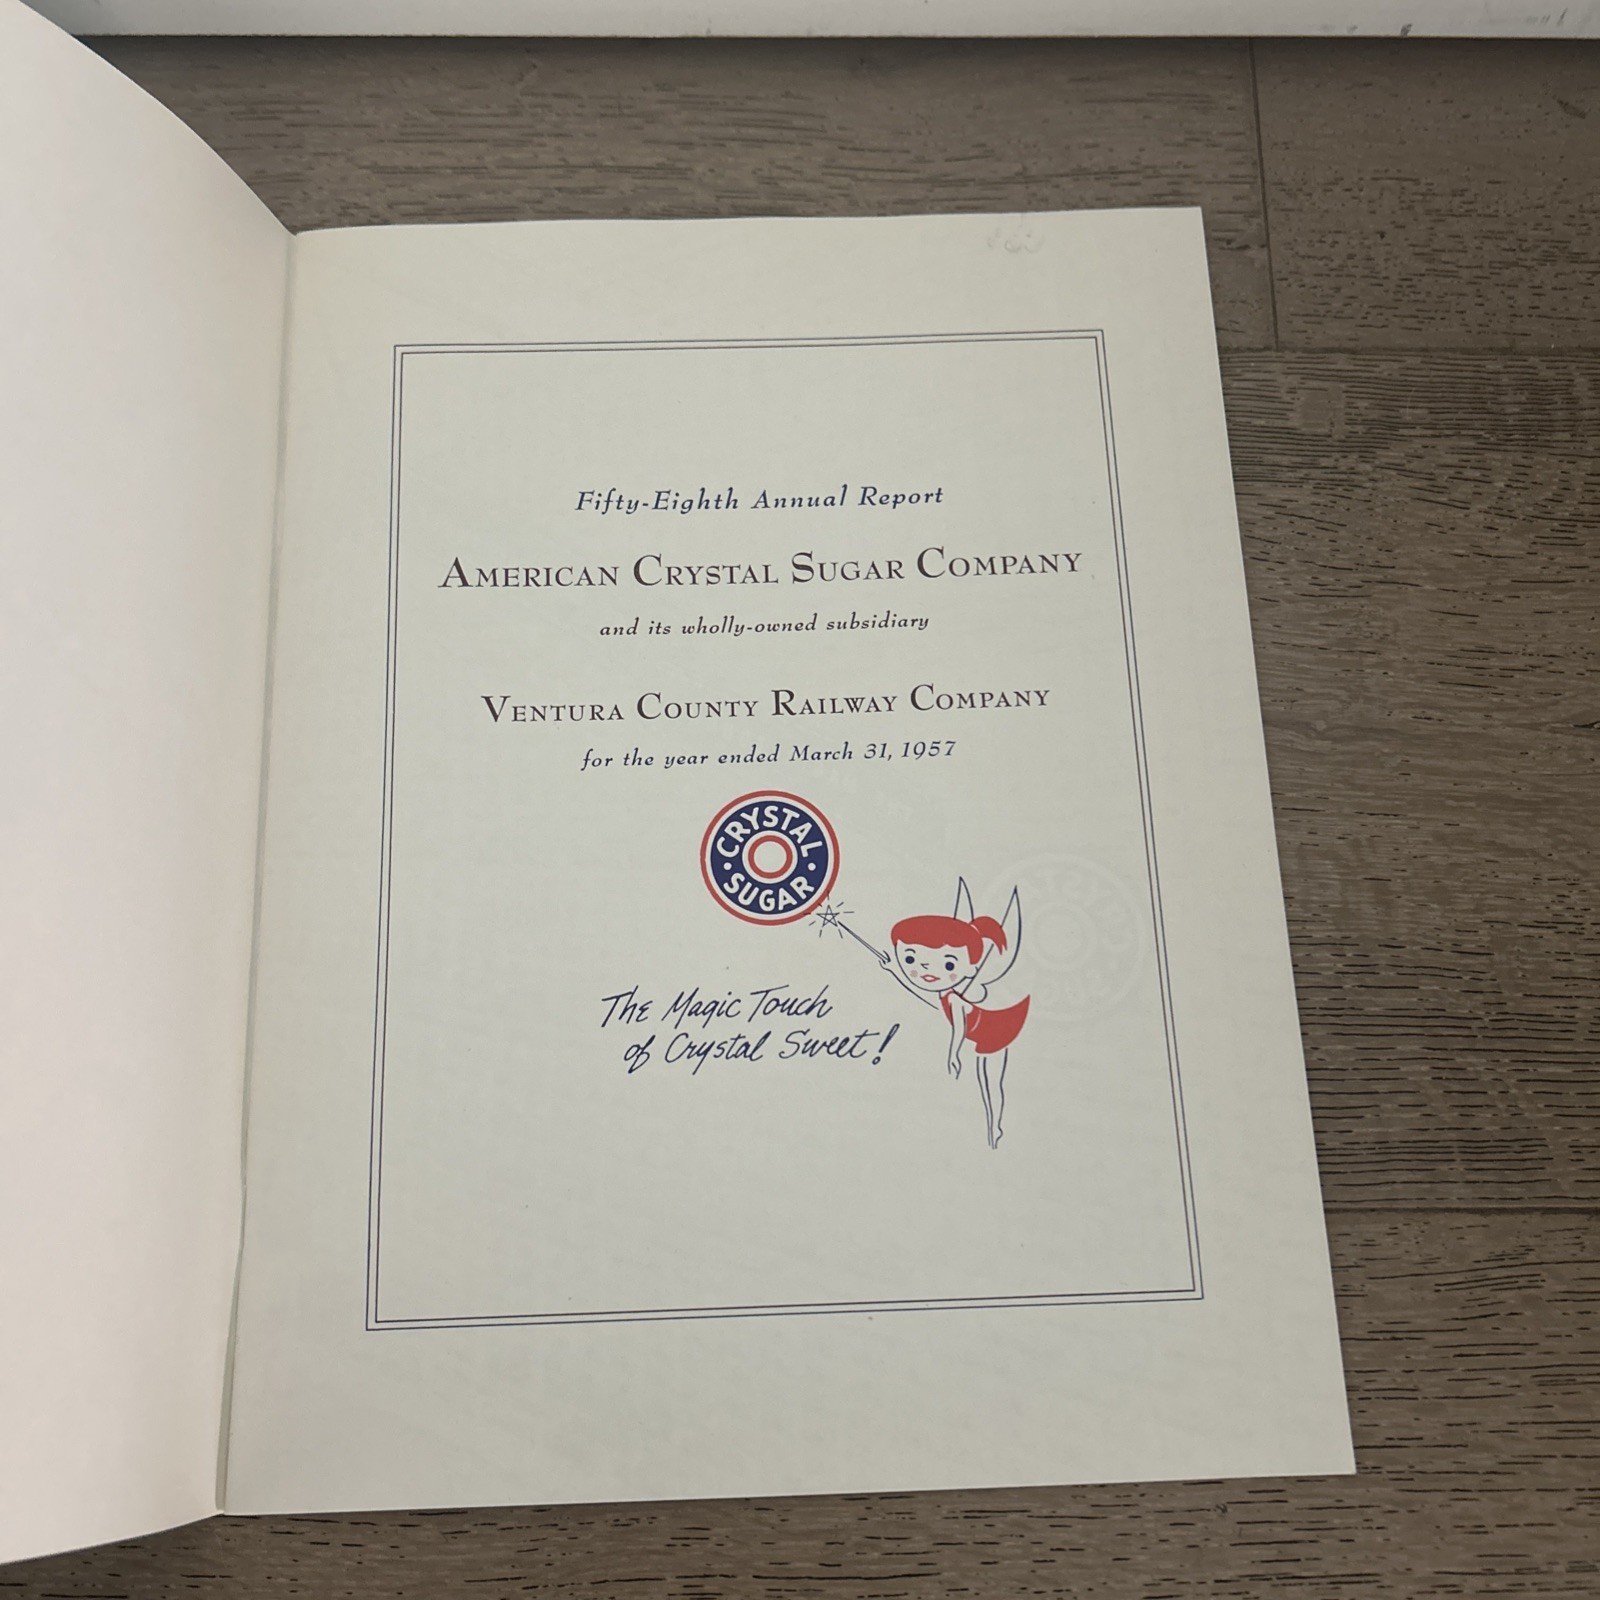 Fifty-Eighth Annual Report
AMERICAN CRYSTAL SUGAR COMPANY
and its wholly-owned subsidiary
VENTURA COUNTY RAILWAY COMPANY
for the year ended March 31, 1957
CRYSTAL
• SUGAR •
The Magic Touch
of Crystal Sweet!